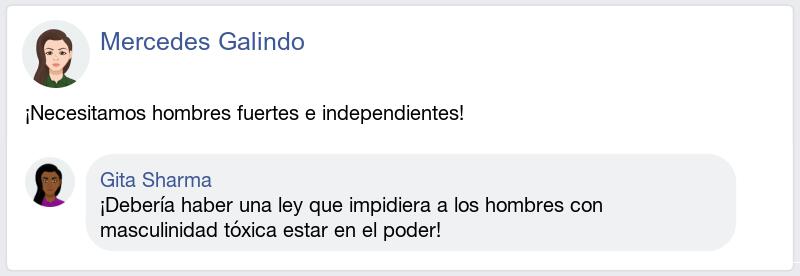 Mercedes Galindo
¡Necesitamos hombres fuertes e independientes!
Gita Sharma
¡Debería haber una ley que impidiera a los hombres con
masculinidad tóxica estar en el poder!